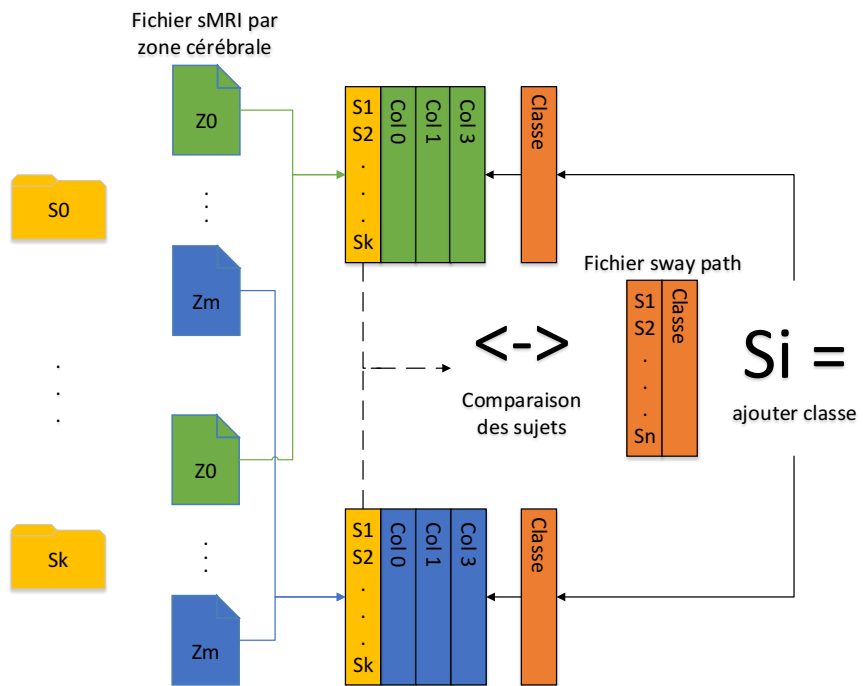 Fichier sMRI par
zone cérébrale
S0
.
.
.
Sk
Z0
...
Zm
Z0
...
Zm
S1
S2
.
.
.
Sk
Col 0
Col 1
Col 3
Classe
S1
S2
.
.
.
Sk
Col 0
Col 1
Col 3
Classe
<->
Comparaison
des sujets
Fichier sway path
S1
S2
.
.
.
.
Sn
Classe
Si =
ajouter classe